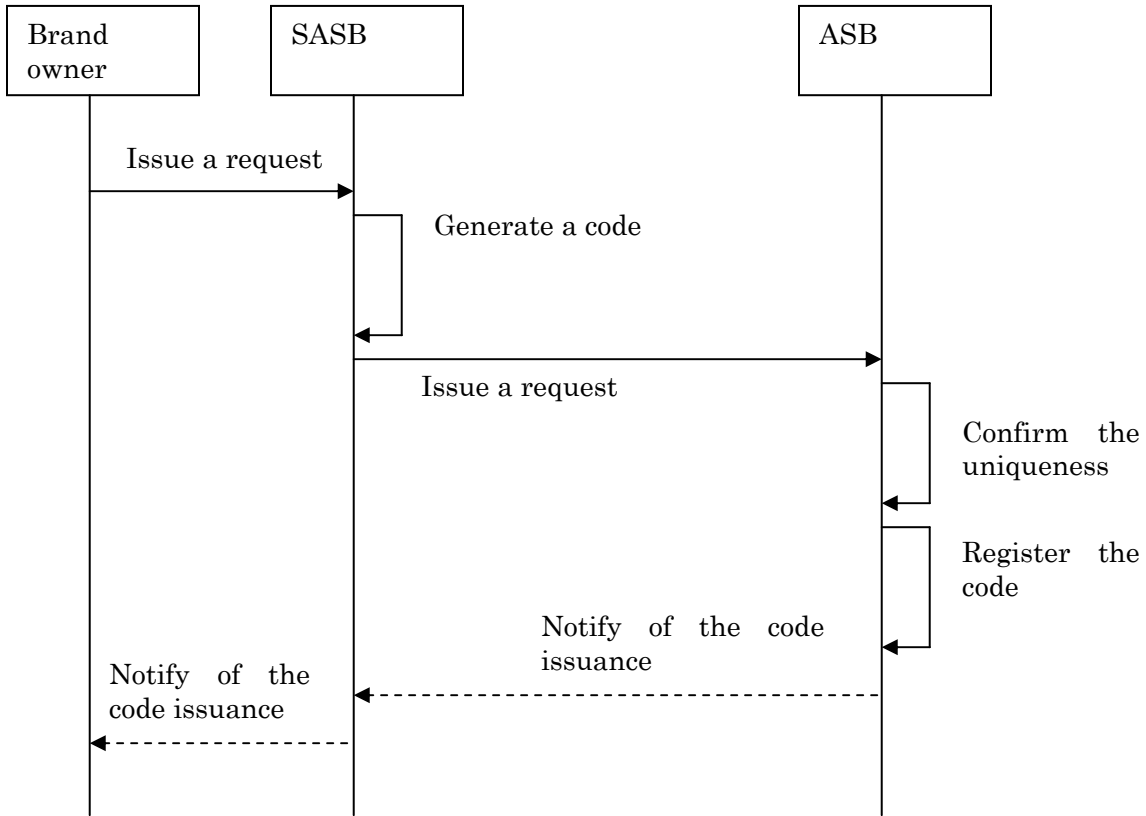 Brand
owner
SASB
ASB
Issue a request
Generate a code
Issue a request
Confirm the
uniqueness
Register the
code
Notify of the code
issuance
Notify of the
code issuance